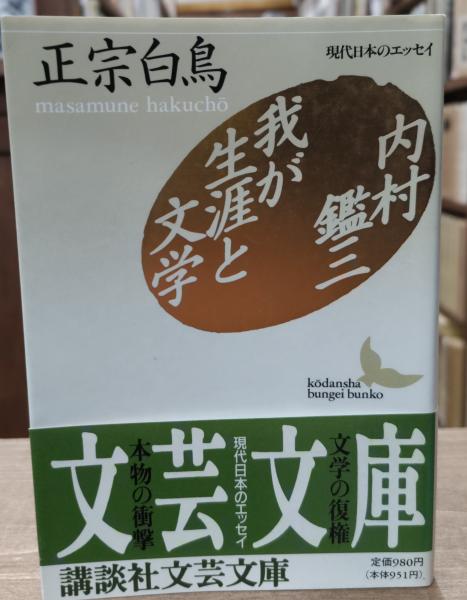 現代日本のエッセイ
正宗白鳥
masamune hakuchō
内村
鑑三
我が
生涯と
文学
kōdansha
bungei bunko
文芸文庫
文学の復権
現代日本のエッセイ
本物の衝撃
定価980円
(本体951円)
講談社文芸文庫